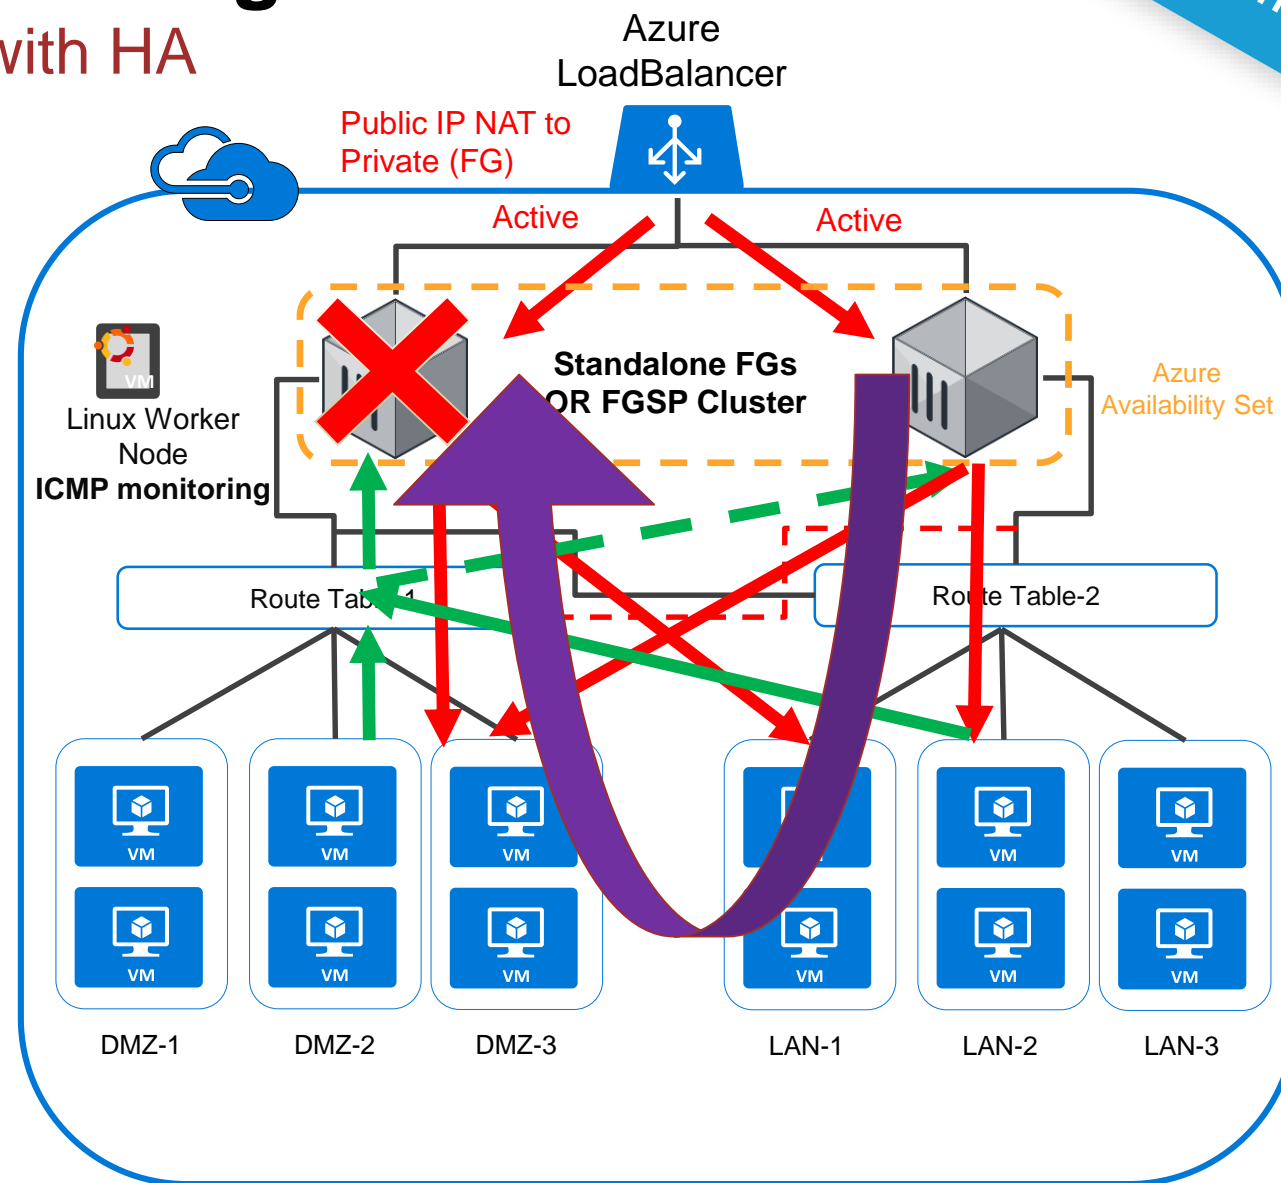 with HA
Azure
LoadBalancer
Public IP NAT to
Private (FG)
Active
Active
Standalone FGs
OR FGSP Cluster
Azure
Availability Set
VM
Linux Worker
Node
ICMP monitoring
Route Table-1
Route Table-2
VM
VM
VM
VM
VM
VM
VM
VM
VM
VM
VM
DMZ-1
DMZ-2
DMZ-3
LAN-1
LAN-2
LAN-3